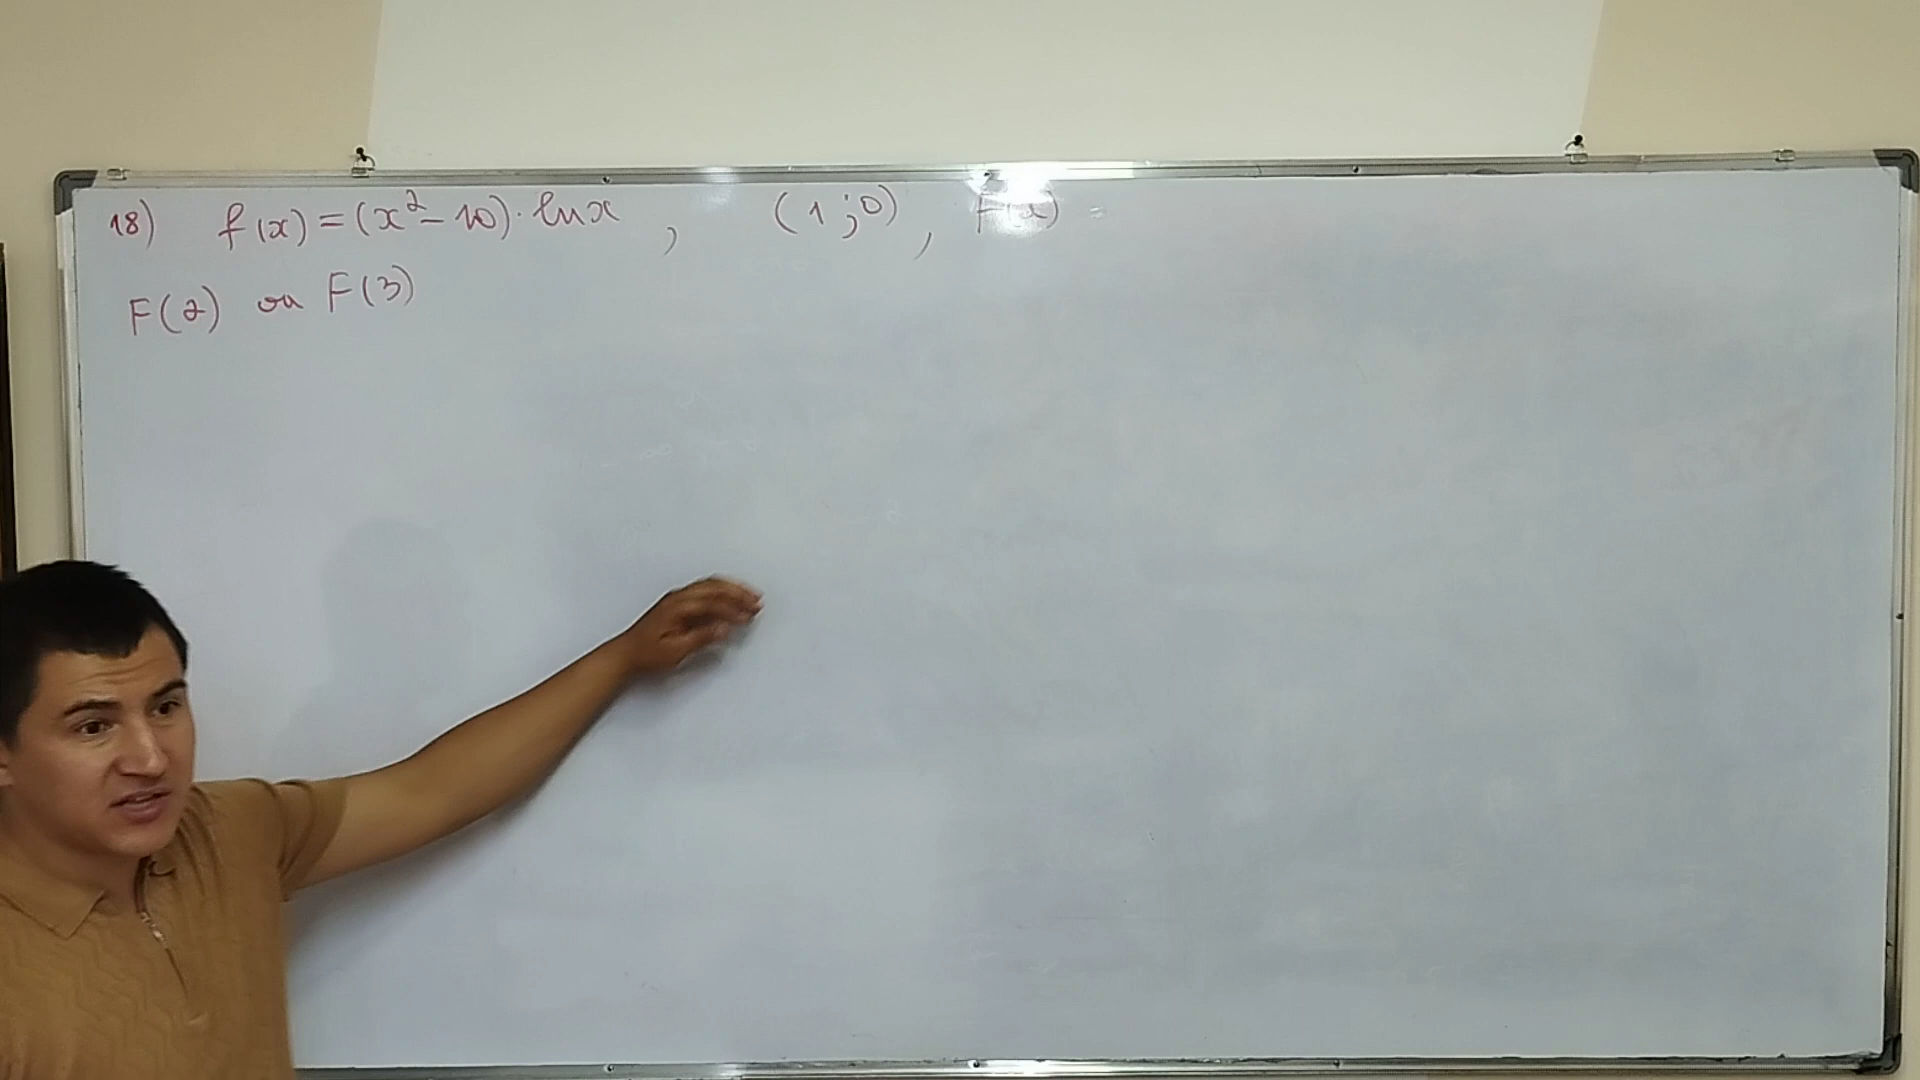 18) f(x)=(x²-10)·lnx , (1;0) , F(x) =
F(2) va F(3)